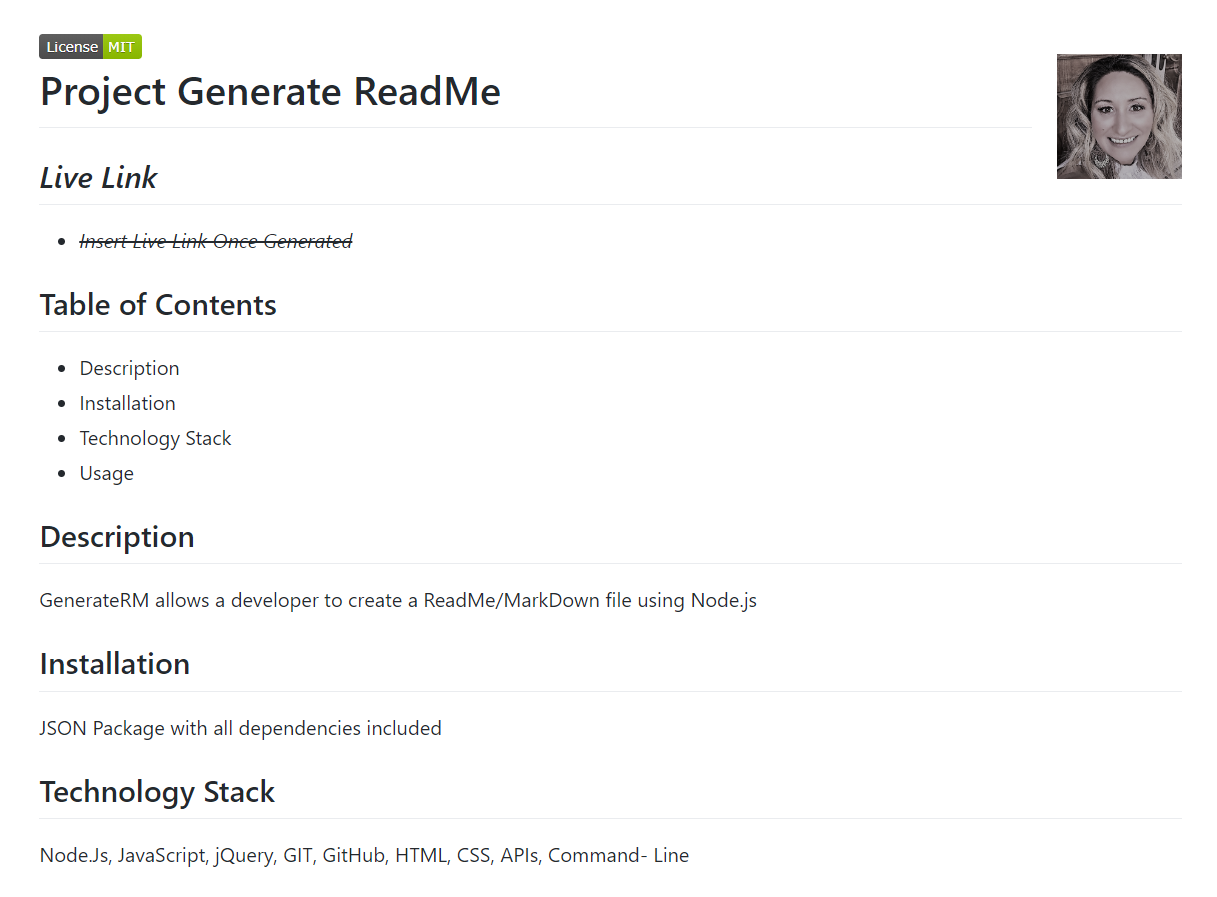 License MIT
Project Generate ReadMe
Live Link
Insert Live Link Once Generated
Table of Contents
Description
Installation
Technology Stack
Usage
Description
GenerateRM allows a developer to create a ReadMe/MarkDown file using Node.js
Installation
JSON Package with all dependencies included
Technology Stack
Node.Js, JavaScript, jQuery, GIT, GitHub, HTML, CSS, APIs, Command- Line